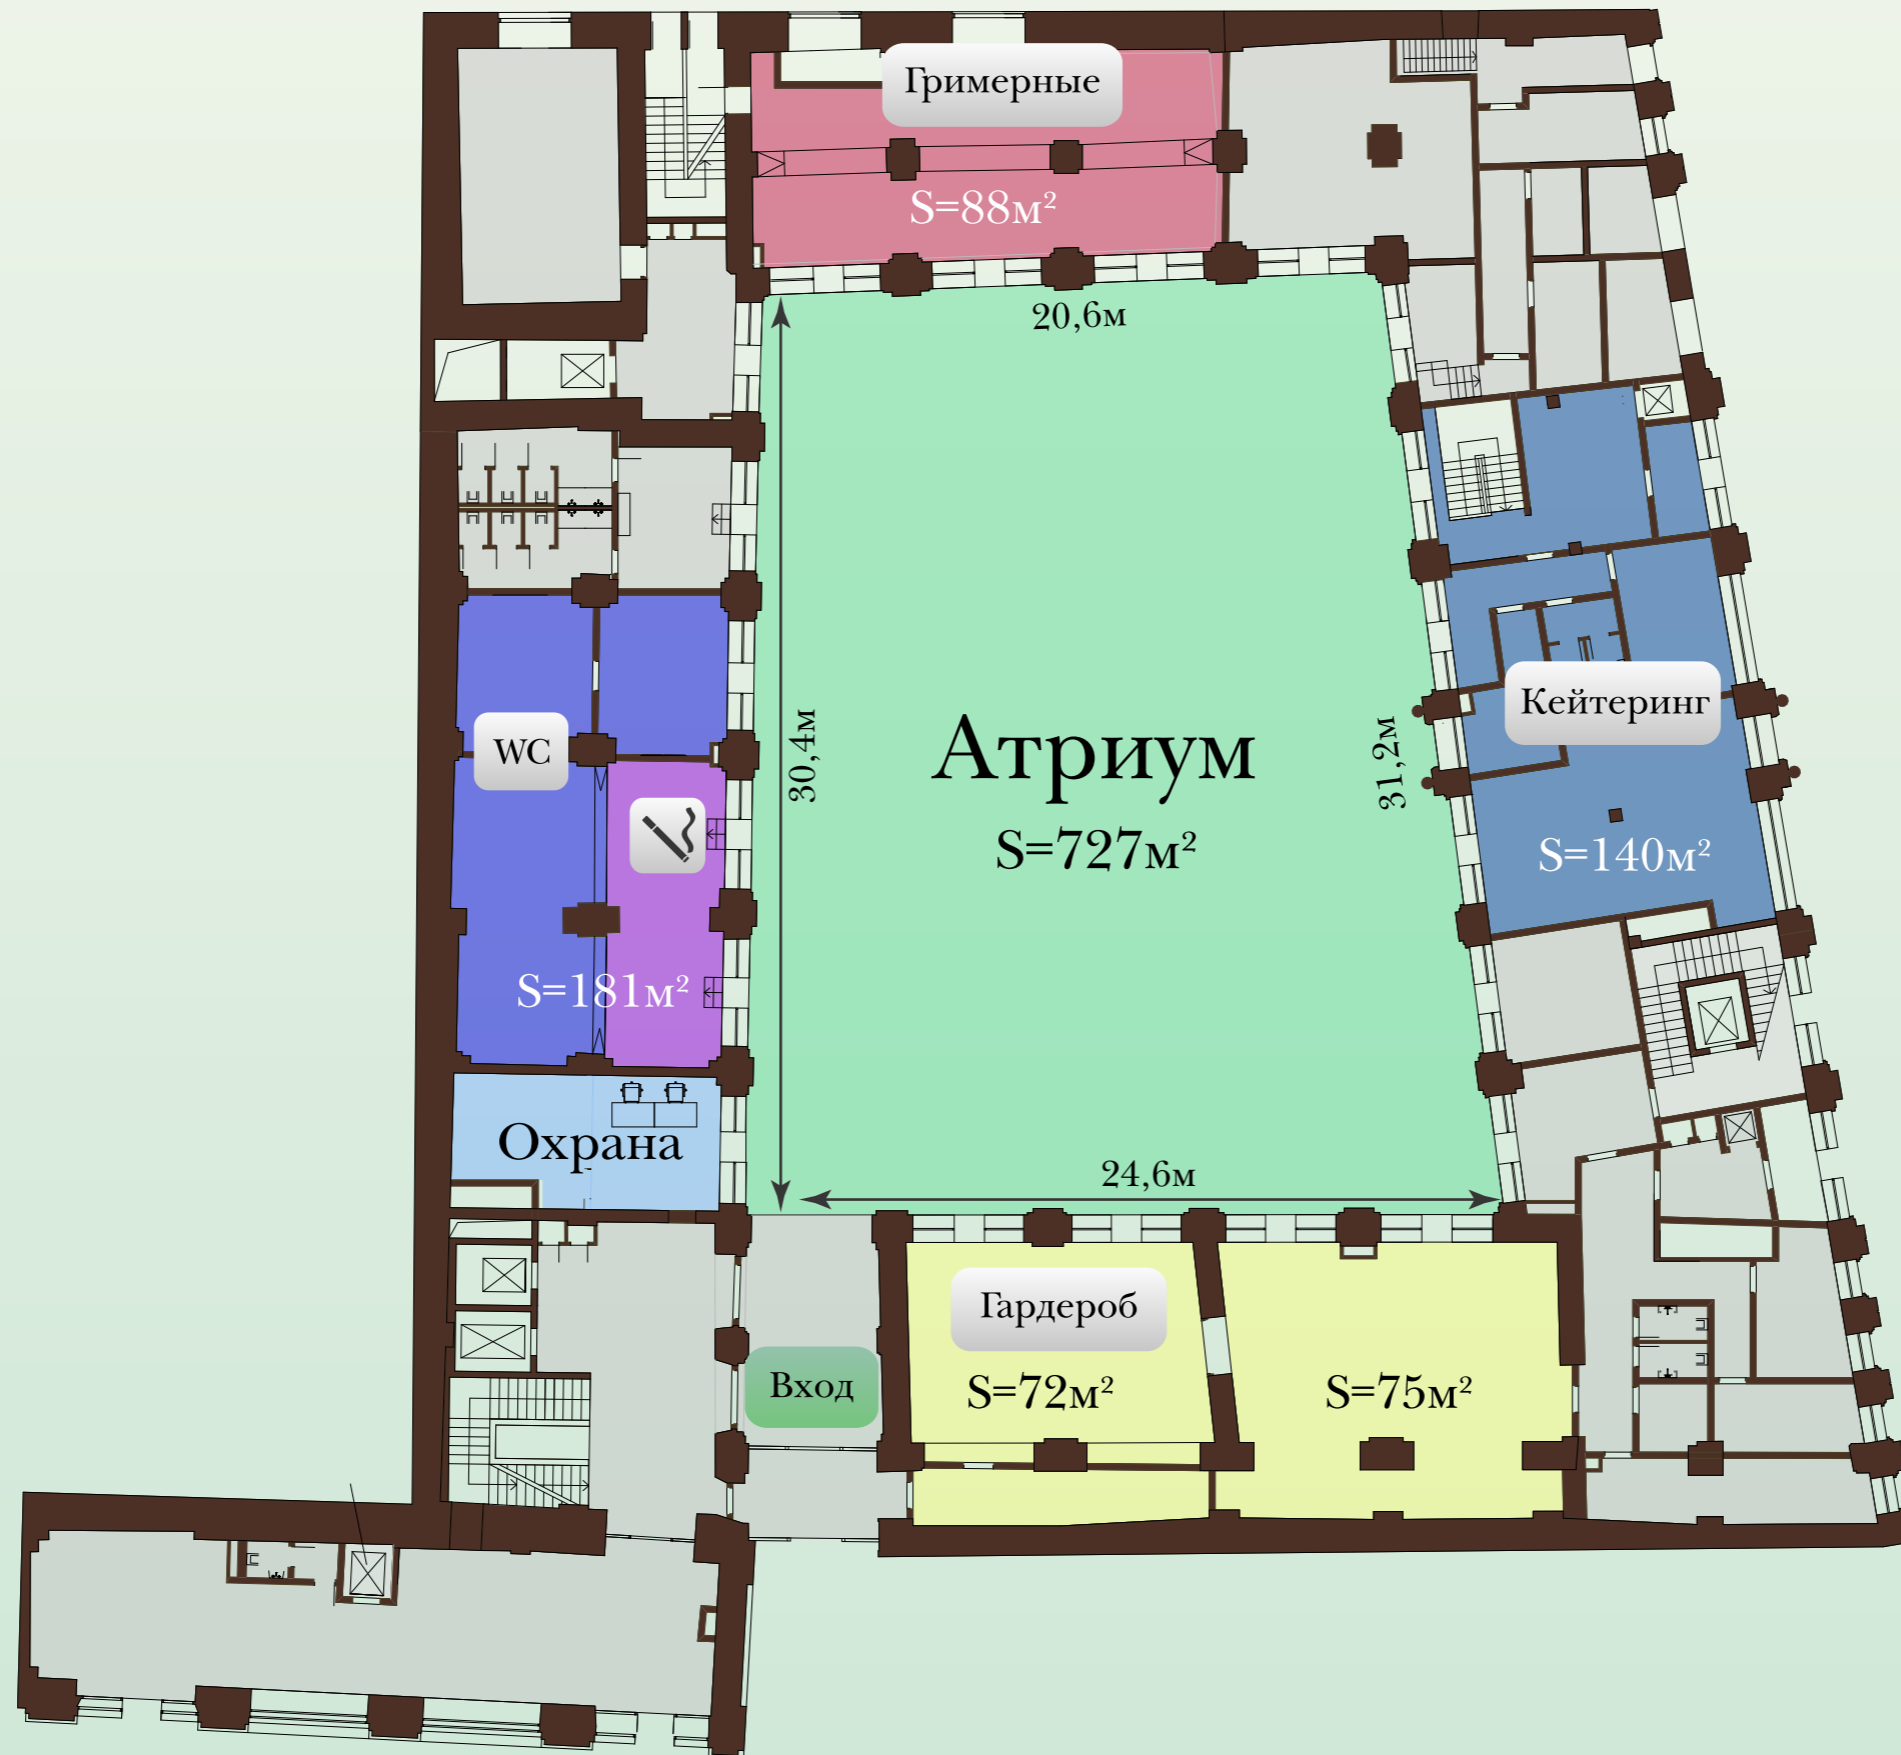 Гримерные
S=88м²
20,6м
30,4м
Атриум
S=727м²
31,2м
Кейтеринг
S=140м²
WC
S=181м²
Охрана
24,6м
Гардероб
S=72м²
S=75м²
Вход